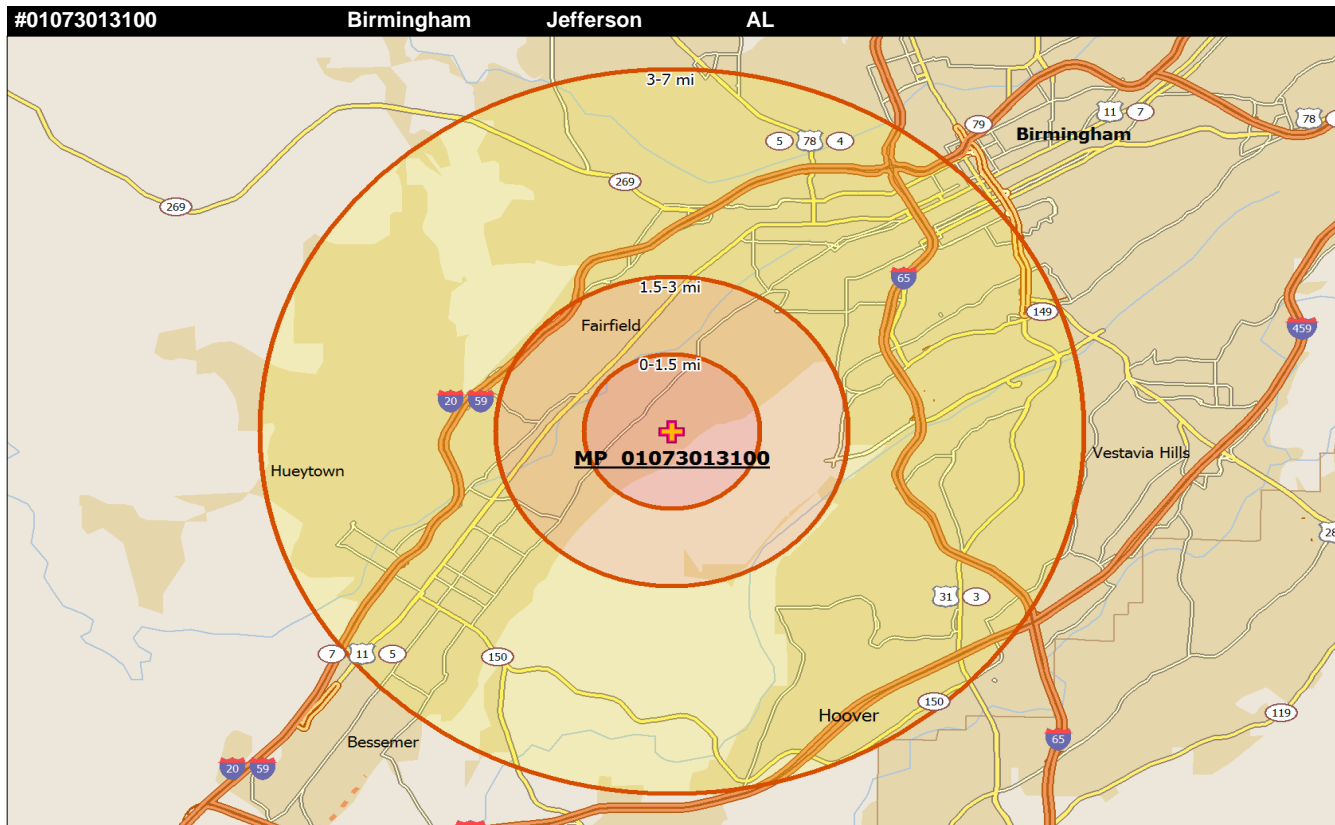 #01073013100 Birmingham Jefferson AL
3-7 mi
79
11 7
78
5 78 4
Birmingham
269
269
65
1.5-3 mi
149
Fairfield
459
0-1.5 mi
20 59
MP 01073013100
Vestavia Hills
Hueytown
28
31 3
7 11 5
150
150
Hoover
119
Bessemer
65
20 59